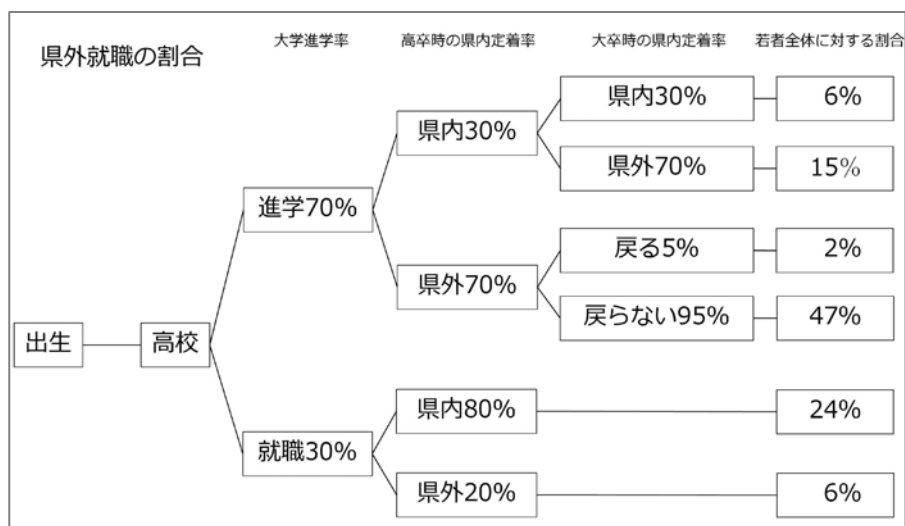 県外就職の割合
大学進学率
高卒時の県内定着率
大卒時の県内定着率
若者全体に対する割合
出生
高校
進学70%
県内30%
県内30%
6%
県外70%
15%
県外70%
戻る5%
2%
戻らない95%
47%
就職30%
県内80%
24%
県外20%
6%